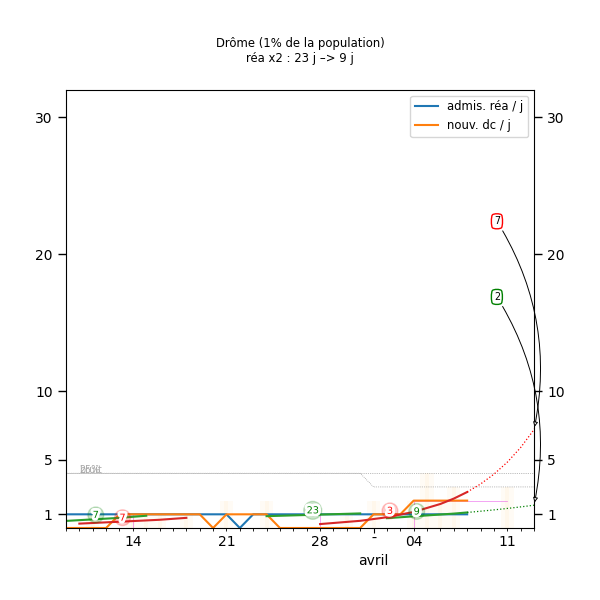 Drôme (1% de la population)
réa x2 : 23 j –> 9 j
admis. réa / j
nouv. dc / j
30 30
7
20 20
2
10 10
5 5
25%
1 7 7 23 3 9 1
14 21 28 - 04 11
avril